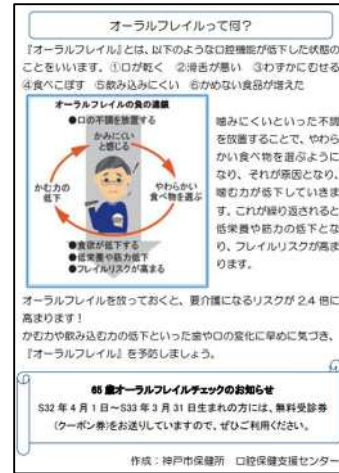 オーラルフレイルって何？
『オーラルフレイル』とは、以下のような口腔機能が低下した状態の
ことをいいます。①口が乾く　②滑舌が悪い　③わずかにむせる
④食べこぼす　⑤飲み込みにくい　⑥かめない食品が増えた
オーラルフレイルの負の連鎖
●口の不調を放置する
かみにくい
と感じる
やわらかい
食べ物を選ぶ
かむ力の
低下
●食欲が低下する
●低栄養や筋力低下
●フレイルリスクが高まる
噛みにくいといった不調
を放置することで、やわら
かい食べ物を選ぶように
なり、それが原因となり、
噛む力が低下していきま
す。これが繰り返されると
低栄養や筋力の低下とな
り、フレイルリスクが高ま
ります。
オーラルフレイルを放っておくと、要介護になるリスクが 2.4 倍に
高まります！
かむ力や飲み込む力の低下といった歯や口の変化に早めに気づき、
『オーラルフレイル』を予防しましょう。
65 歳オーラルフレイルチェックのお知らせ
S32 年 4 月 1 日～S33 年 3 月 31 日生まれの方には、無料受診券
（クーポン券）をお送りしていますので、ぜひご利用ください。
作成：神戸市保健所　口腔保健支援センター